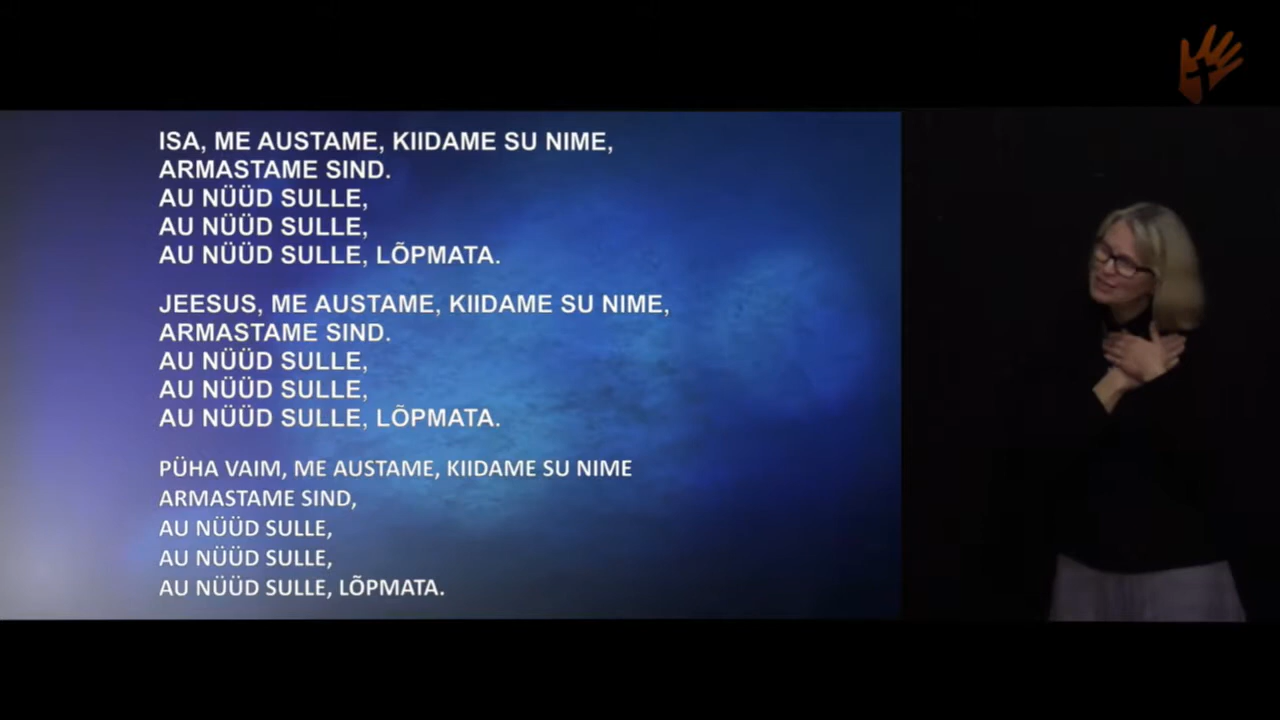 ISA, ME AUSTAME, KIIDAME SU NIME,
ARMASTAME SIND.
AU NÜÜD SULLE,
AU NÜÜD SULLE,
AU NÜÜD SULLE, LÕPMATA.
JEESUS, ME AUSTAME, KIIDAME SU NIME,
ARMASTAME SIND.
AU NÜÜD SULLE,
AU NÜÜD SULLE,
AU NÜÜD SULLE, LÕPMATA.
PÜHA VAIM, ME AUSTAME, KIIDAME SU NIME
ARMASTAME SIND,
AU NÜÜD SULLE,
AU NÜÜD SULLE,
AU NÜÜD SULLE, LÕPMATA.